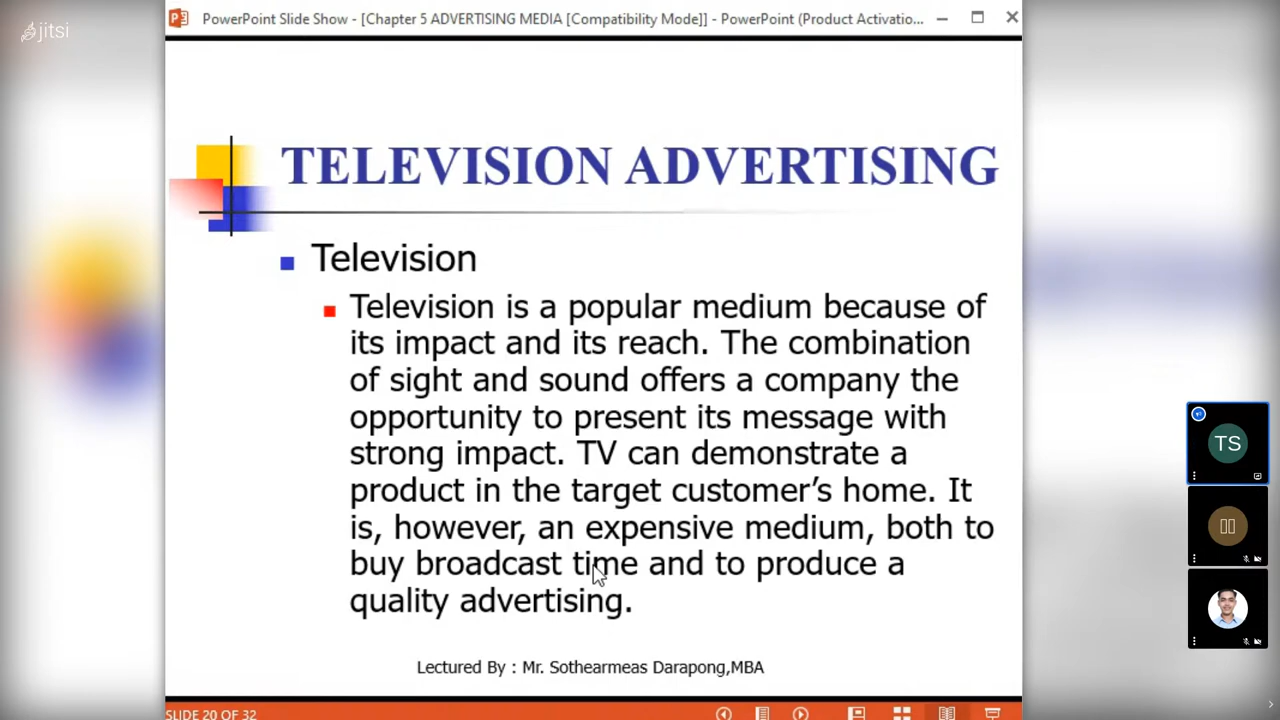 PowerPoint Slide Show - [Chapter 5 ADVERTISING MEDIA [Compatibility Mode]] - PowerPoint (Product Activatio...
jitsi
TELEVISION ADVERTISING
Television
Television is a popular medium because of
its impact and its reach. The combination
of sight and sound offers a company the
opportunity to present its message with
strong impact. TV can demonstrate a
product in the target customer's home. It
is, however, an expensive medium, both to
buy broadcast time and to produce a
quality advertising.
TS
Lectured By : Mr. Sothearmeas Darapong,MBA
SLIDE 20 OF 32